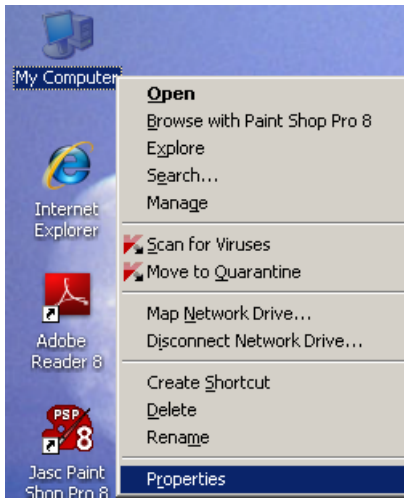 My Computer
Open
Browse with Paint Shop Pro 8
Explore
Search...
Manage
Scan for Viruses
Move to Quarantine
Map Network Drive...
Disconnect Network Drive...
Create Shortcut
Delete
Rename
Properties
Internet
Explorer
Adobe
Reader 8
PSP
8
Jasc Paint
Shop Pro 8